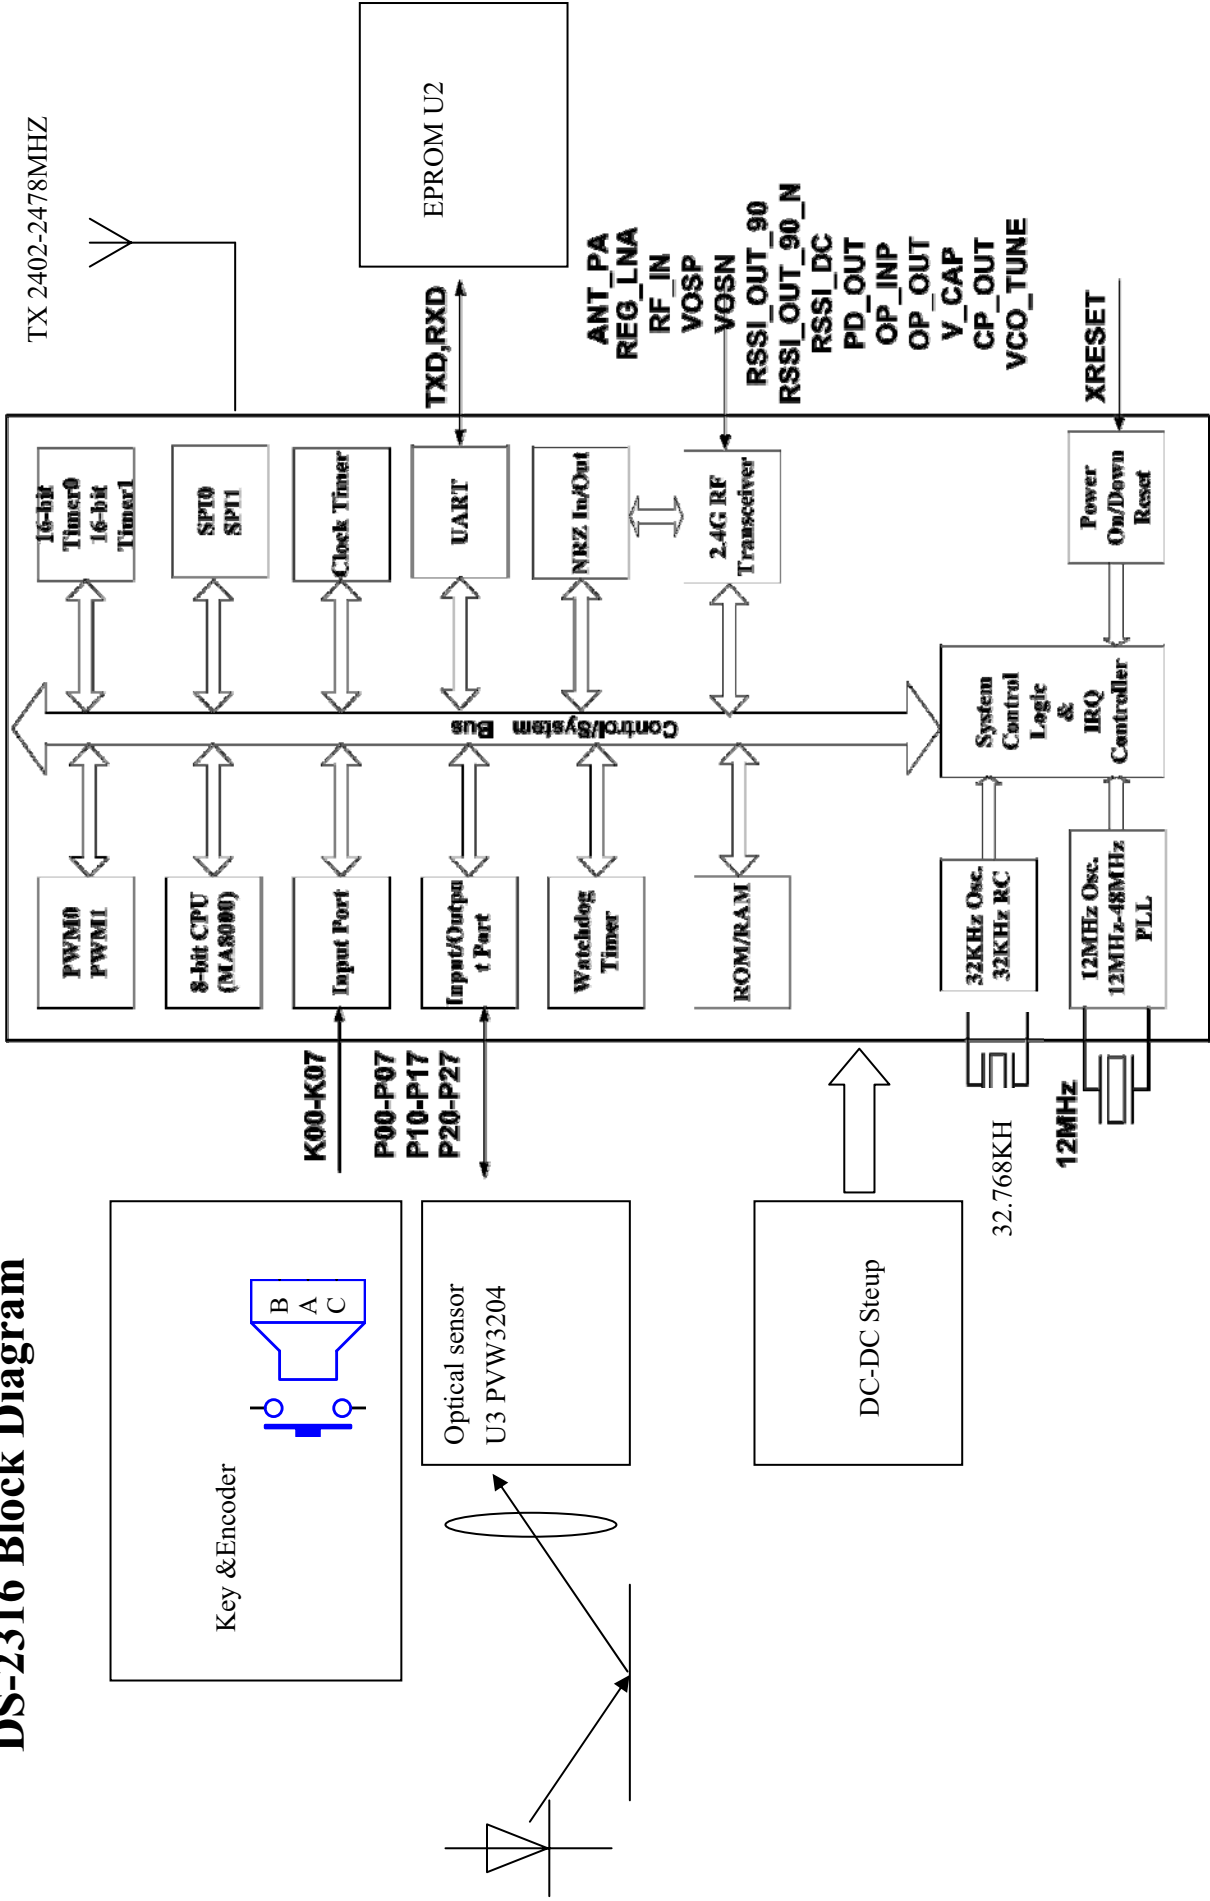 DS-2316 Block Diagram
TX 2402-2478MHZ
EPROM U2
Key &Encoder
B
A
C
Optical sensor
U3 PVW3204
DC-DC Steup
K00-K07
P00-P07
P10-P17
P20-P27
32.768KH
12MHz
PWM0
PWM1
8-bit CPU
(MA8000)
Input Port
Input/Outpu
t Port
Watchdog
Timer
ROM/RAM
32KHz Osc.
32KHz RC
12MHz Osc.
12MHz-48MHz
PLL
Control/System Bus
System
Control
Logic
&
IRQ
Controller
16-bit
Timer0
16-bit
Timer1
SPI0
SPI1
Clock Timer
UART
NRZ In/Out
2.4G RF
Transceiver
Power
On/Down
Reset
TXD,RXD
ANT_PA
REG_LNA
RF_IN
VOSP
VOSN
RSSI_OUT_90
RSSI_OUT_90_N
RSSI_DC
PD_OUT
OP_INP
OP_OUT
V_CAP
CP_OUT
VCO_TUNE
XRESET